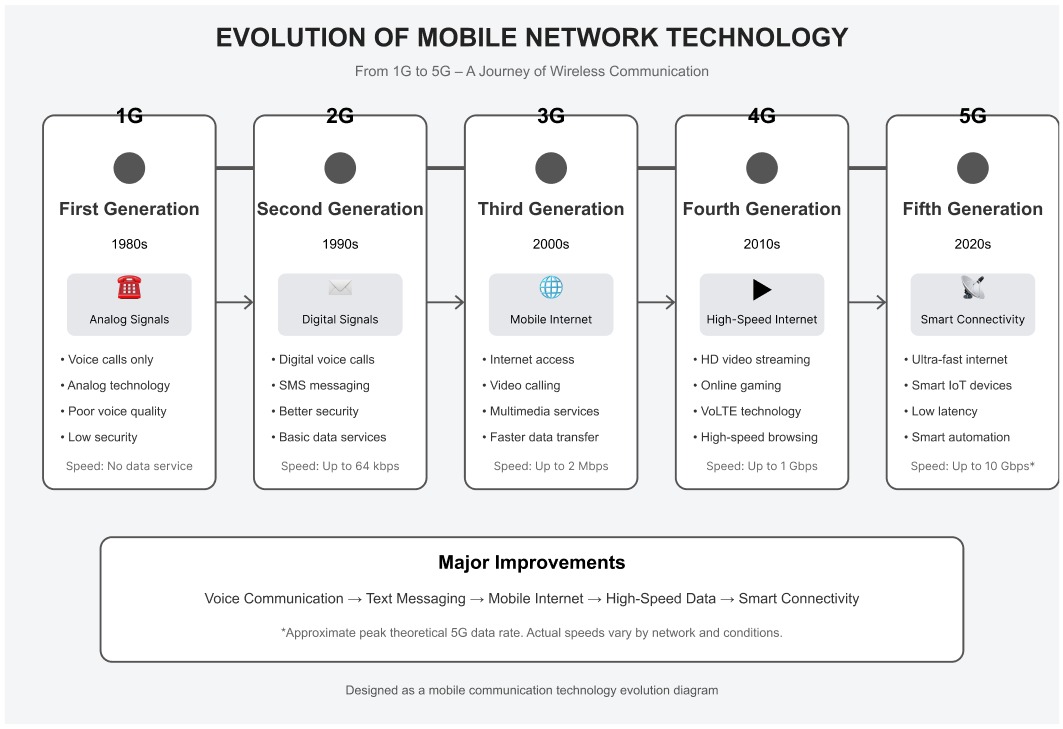 EVOLUTION OF MOBILE NETWORK TECHNOLOGY
From 1G to 5G – A Journey of Wireless Communication
1G
First Generation
1980s
Analog Signals
• Voice calls only
• Analog technology
• Poor voice quality
• Low security
Speed: No data service
2G
Second Generation
1990s
Digital Signals
• Digital voice calls
• SMS messaging
• Better security
• Basic data services
Speed: Up to 64 kbps
3G
Third Generation
2000s
Mobile Internet
• Internet access
• Video calling
• Multimedia services
• Faster data transfer
Speed: Up to 2 Mbps
4G
Fourth Generation
2010s
High-Speed Internet
• HD video streaming
• Online gaming
• VoLTE technology
• High-speed browsing
Speed: Up to 1 Gbps
5G
Fifth Generation
2020s
Smart Connectivity
• Ultra-fast internet
• Smart IoT devices
• Low latency
• Smart automation
Speed: Up to 10 Gbps*
Major Improvements
Voice Communication → Text Messaging → Mobile Internet → High-Speed Data → Smart Connectivity
*Approximate peak theoretical 5G data rate. Actual speeds vary by network and conditions.
Designed as a mobile communication technology evolution diagram